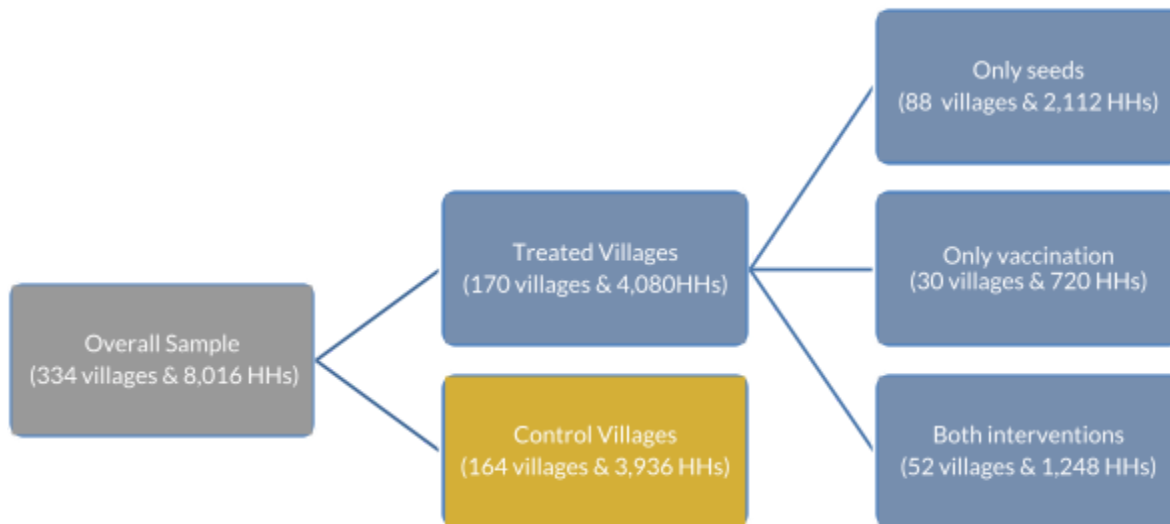 Overall Sample
(334 villages & 8,016 HHs)
Treated Villages
(170 villages & 4,080HHs)
Control Villages
(164 villages & 3,936 HHs)
Only seeds
(88 villages & 2,112 HHs)
Only vaccination
(30 villages & 720 HHs)
Both interventions
(52 villages & 1,248 HHs)